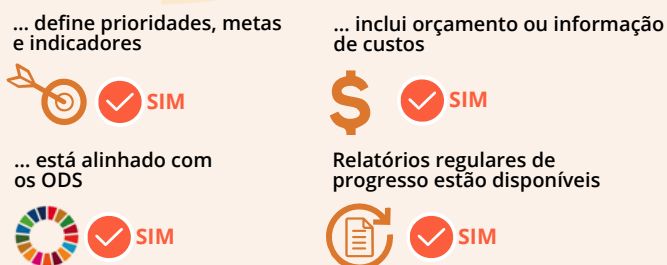 ... define prioridades, metas
e indicadores
SIM
... inclui orçamento ou informação
de custos
$
SIM
... está alinhado com
os ODS
SIM
Relatórios regulares de
progresso estão disponíveis
SIM